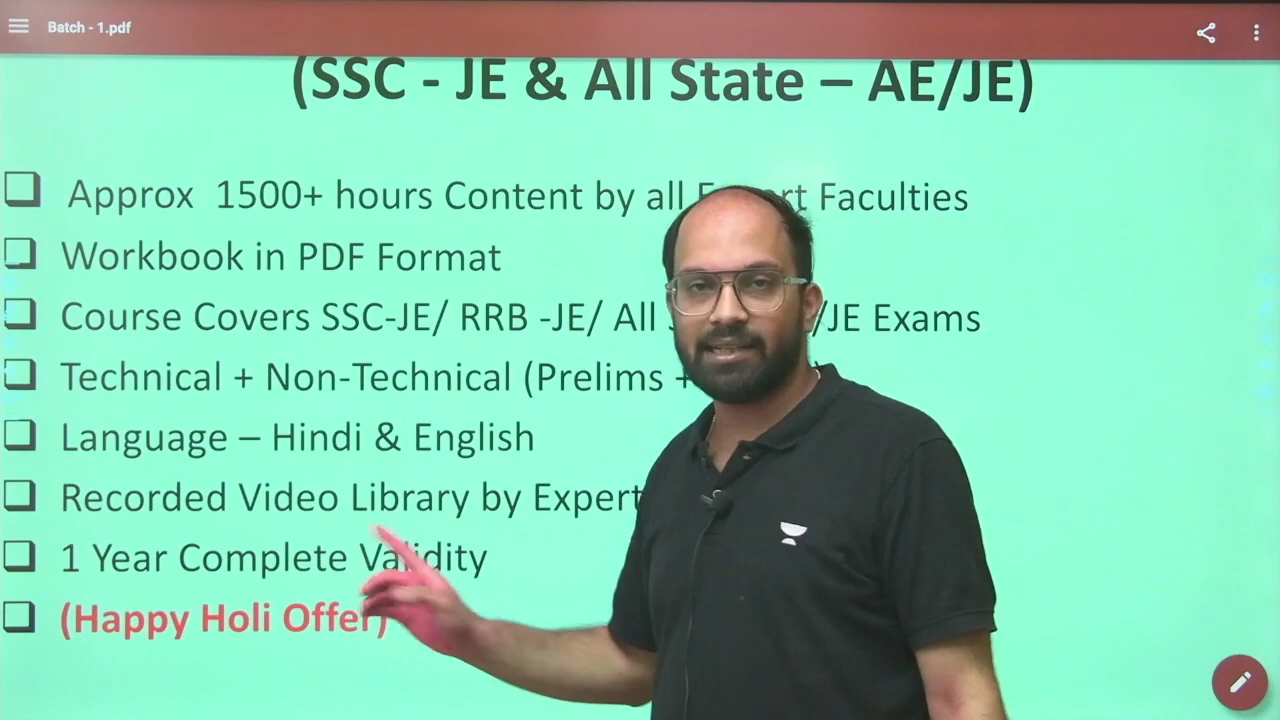 Batch - 1.pdf
(SSC - JE & All State – AE/JE)
Approx 1500+ hours Content by all Faculties
Workbook in PDF Format
Course Covers SSC-JE/ RRB -JE/ All /JE Exams
Technical + Non-Technical (Prelims +
Language – Hindi & English
Recorded Video Library by Expert
1 Year Complete Validity
(Happy Holi Offer)